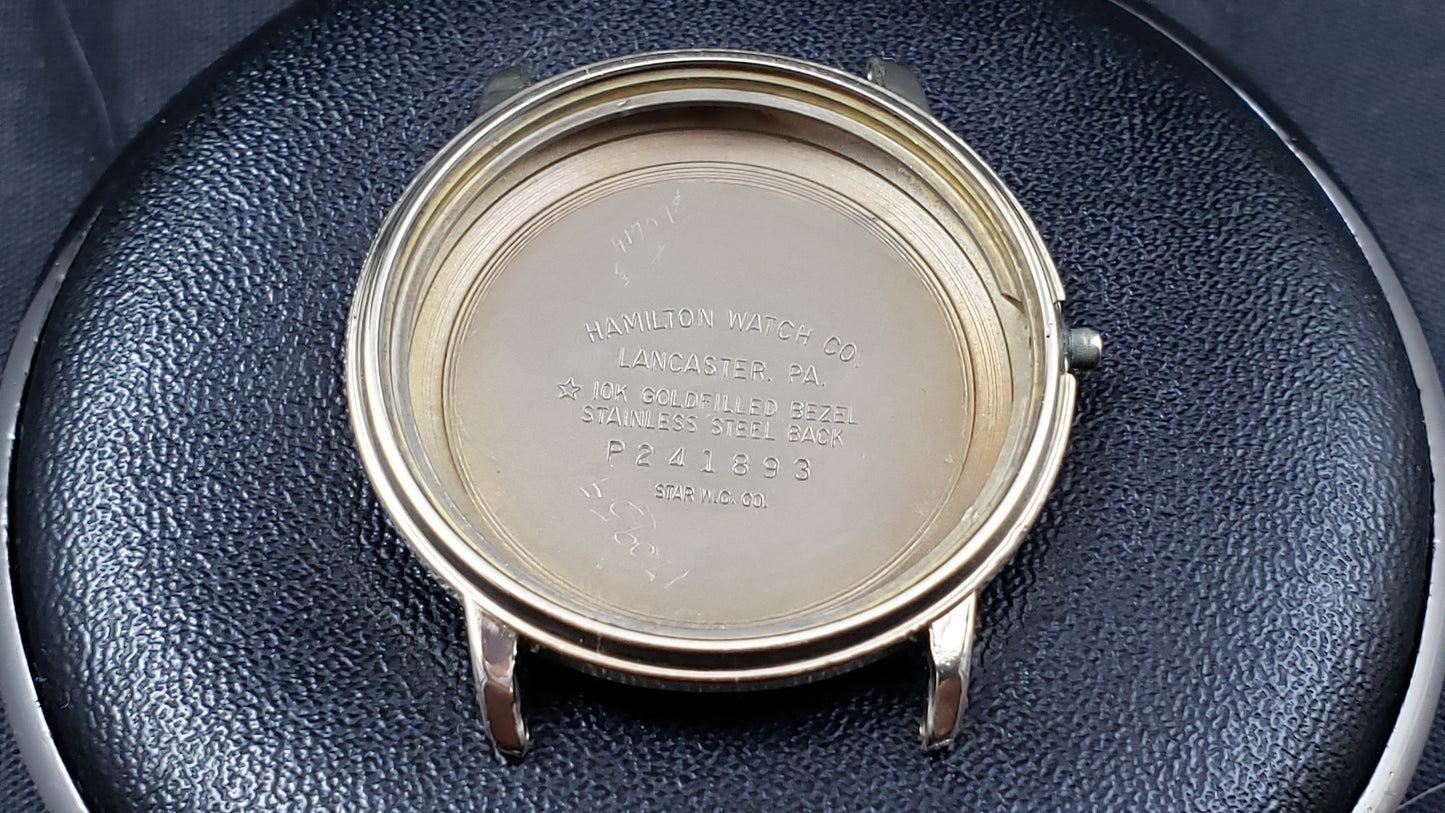 HAMILTON WATCH CO.
LANCASTER, PA.
☆ 10K GOLDFILLED BEZEL
STAINLESS STEEL BACK
P241893
STAR W.C. CO.